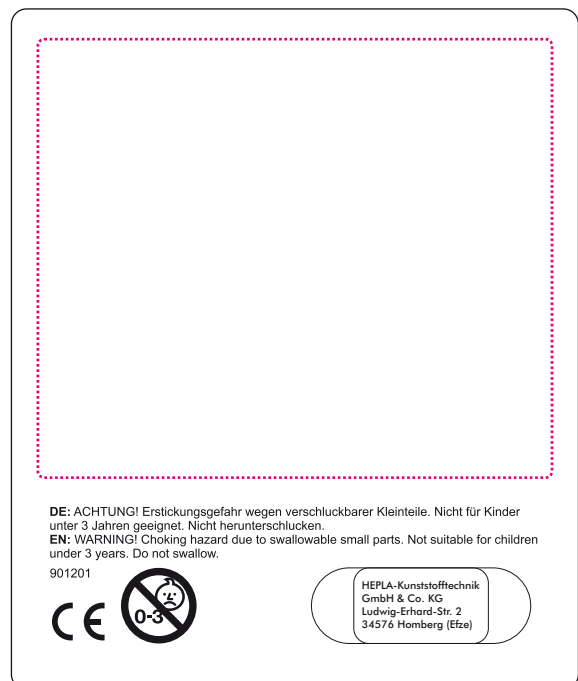 DE: ACHTUNG! Erstickungsgefahr wegen verschluckbarer Kleinteile. Nicht für Kinder
unter 3 Jahren geeignet. Nicht herunterschlucken.
EN: WARNING! Choking hazard due to swallowable small parts. Not suitable for children
under 3 years. Do not swallow.
901201
CE
0-3
HEPLA-Kunststofftechnik
GmbH & Co. KG
Ludwig-Erhard-Str. 2
34576 Homberg (Efze)